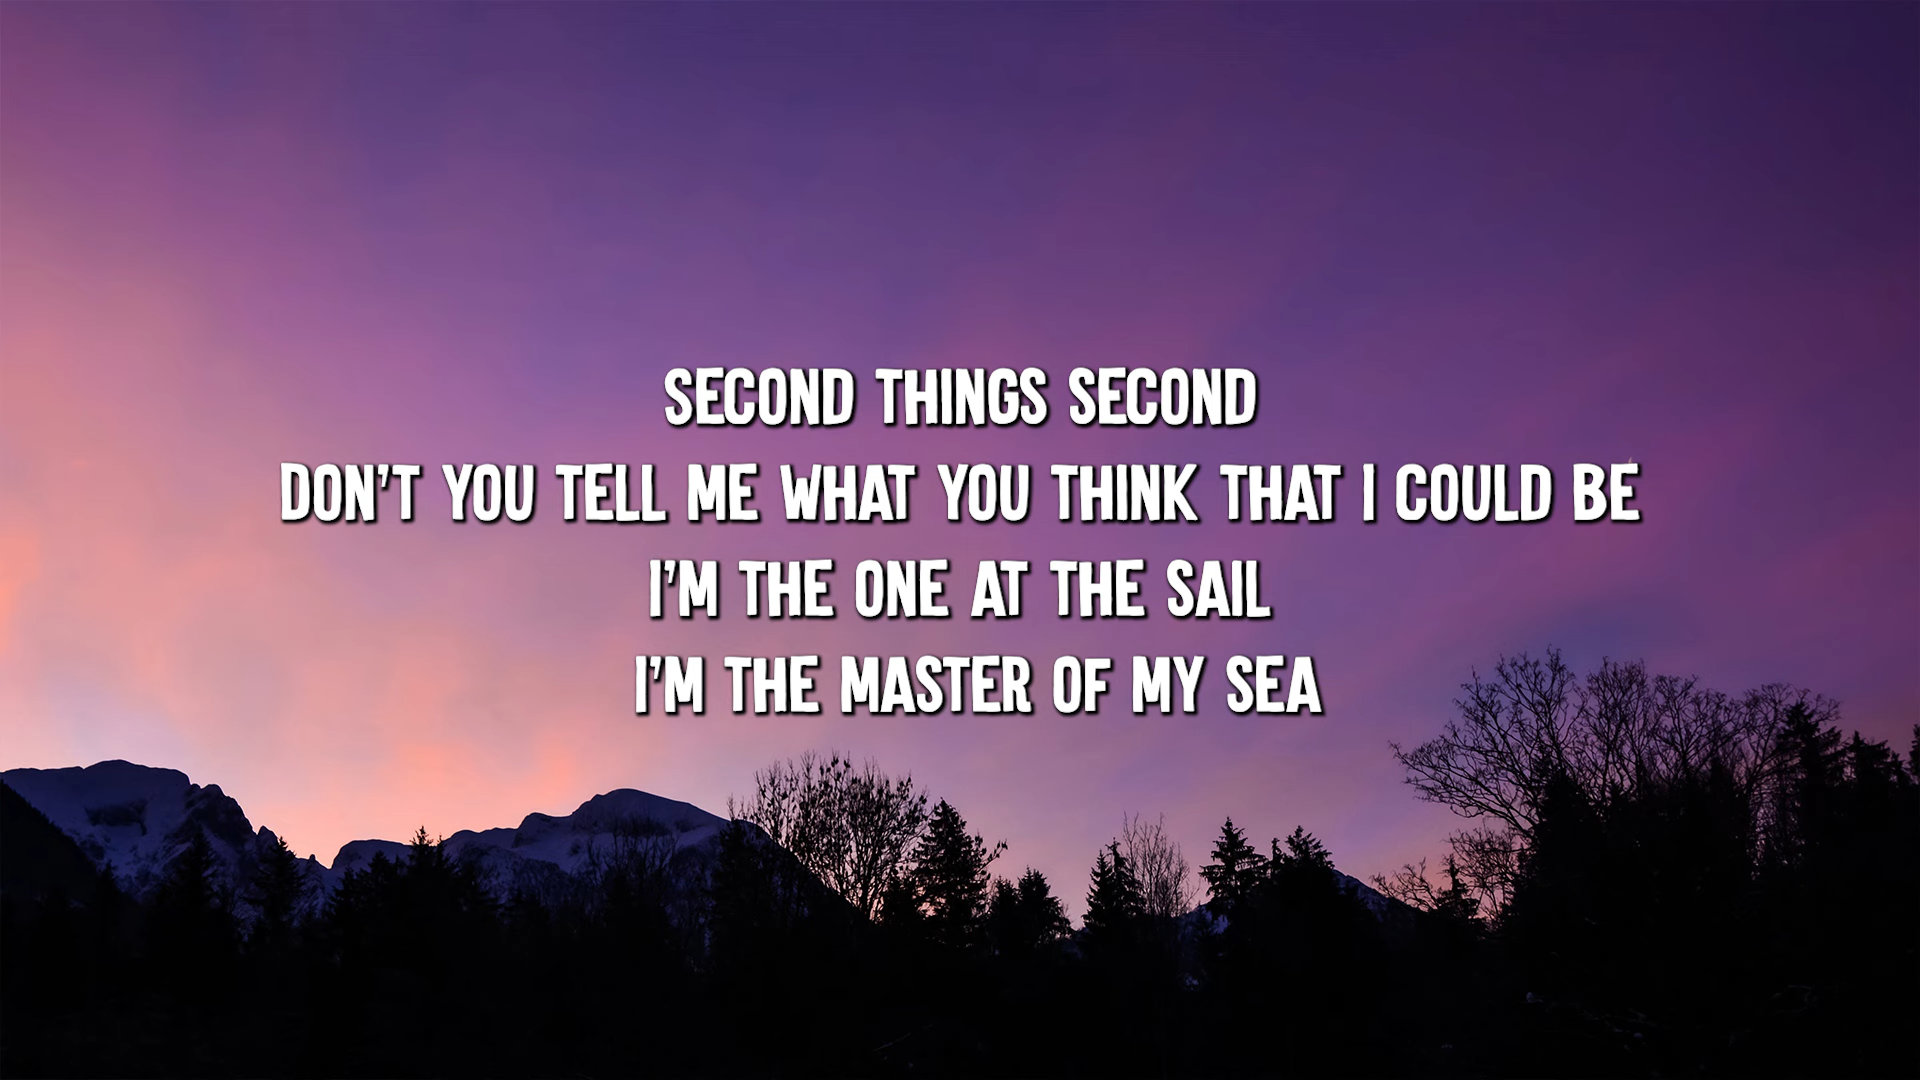 SECOND THINGS SECOND
DON'T YOU TELL ME WHAT YOU THINK THAT I COULD BE
I'M THE ONE AT THE SAIL
I'M THE MASTER OF MY SEA